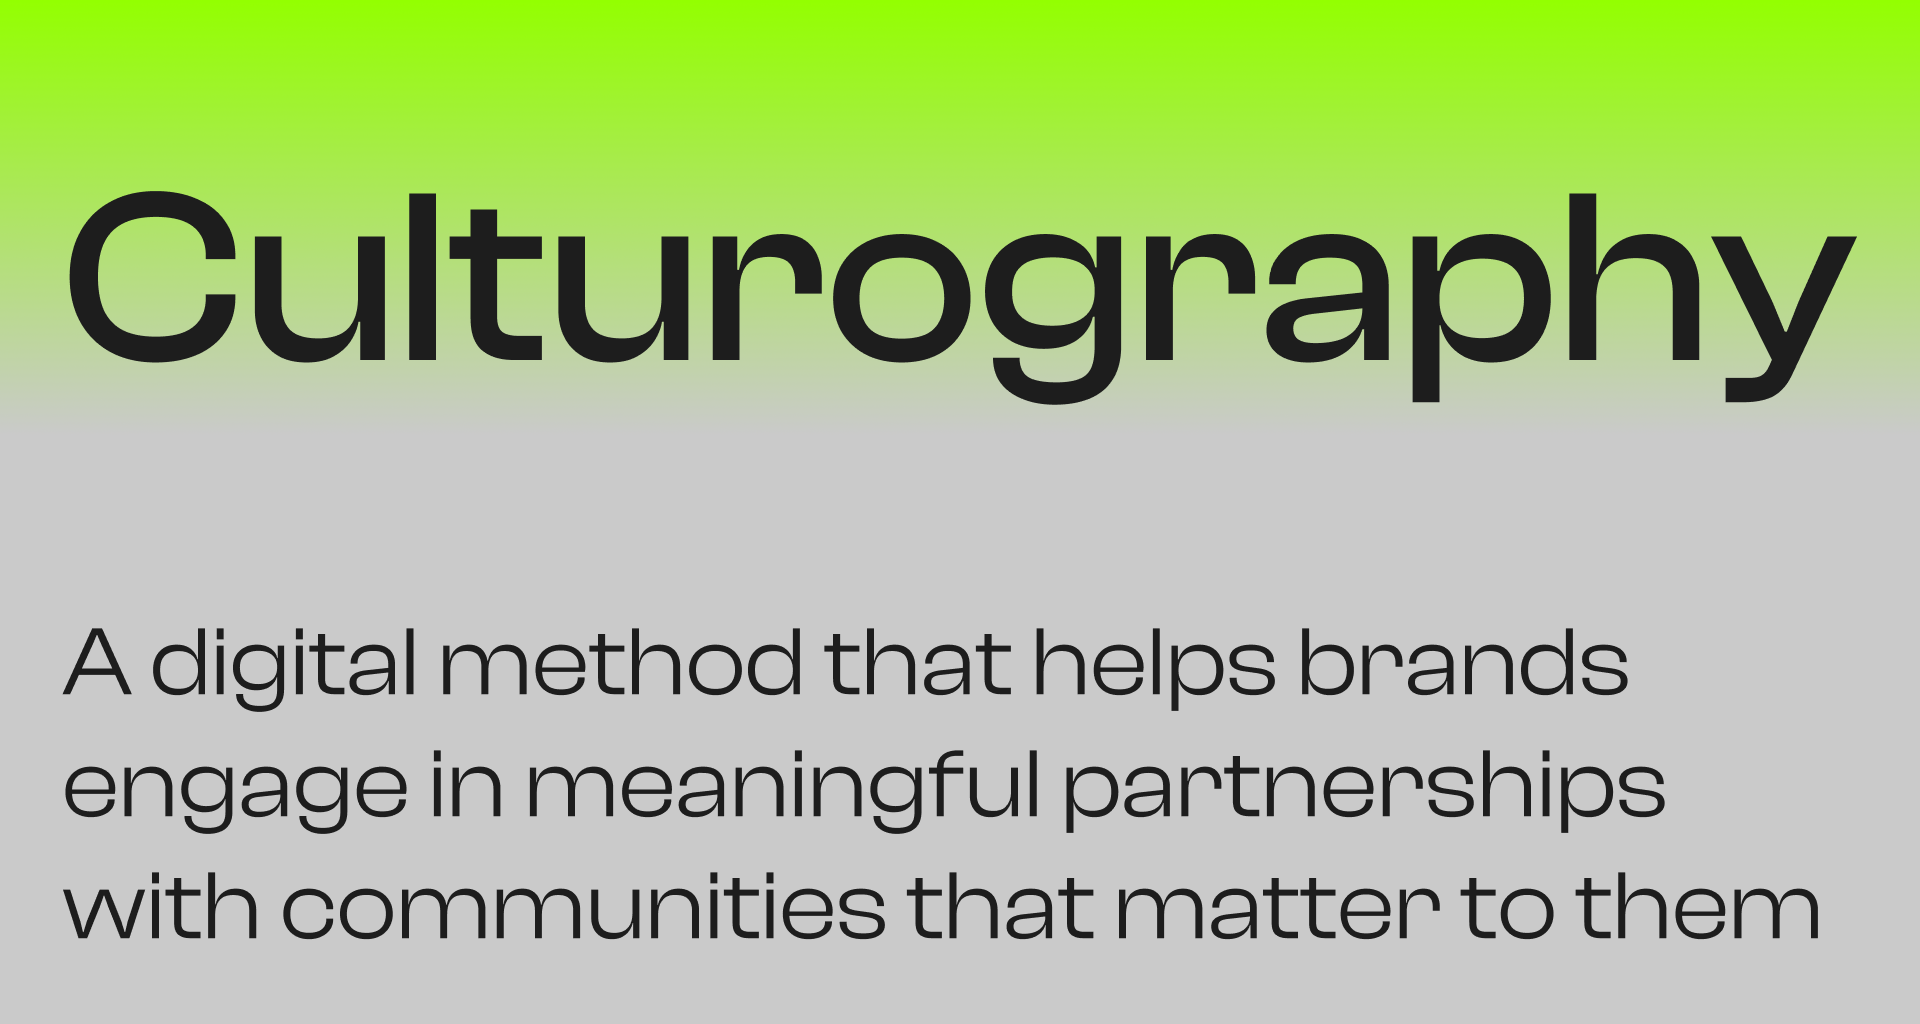 Culturography
A digital method that helps brands
engage in meaningful partnerships
with communities that matter to them